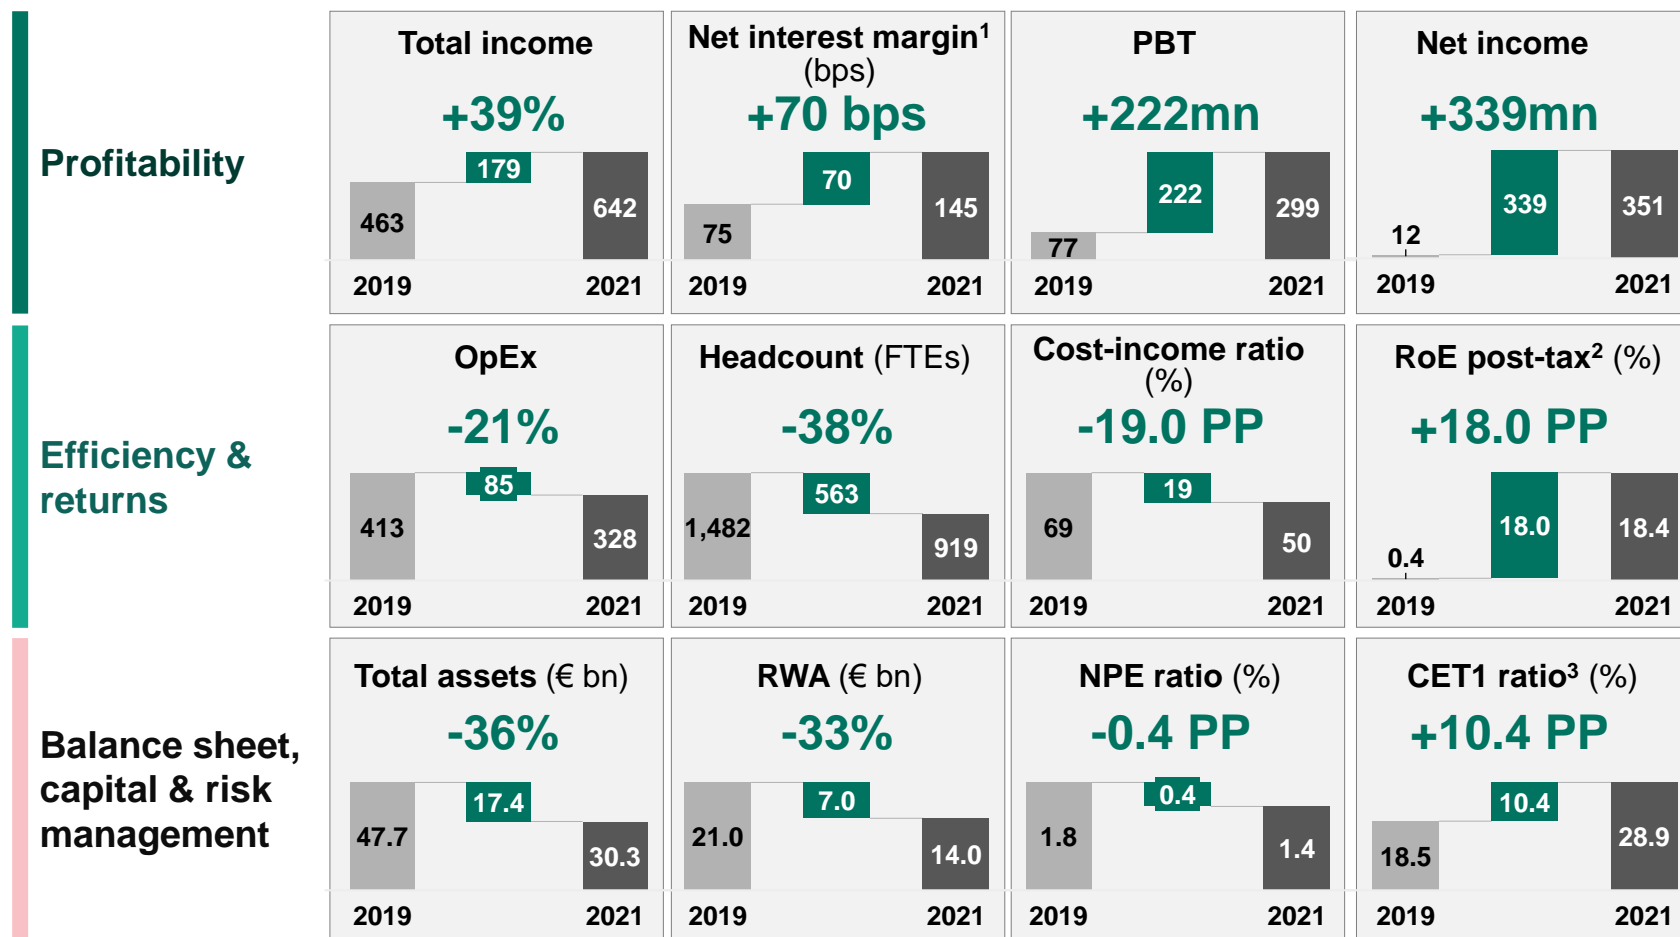 Profitability
Total income
+39%
463
179
642
2019 2021
Net interest margin¹
(bps)
+70 bps
75
70
145
2019 2021
PBT
+222mn
77
222
299
2019 2021
Net income
+339mn
12
339
351
2019 2021
Efficiency &
returns
OpEx
-21%
413
85
328
2019 2021
Headcount (FTEs)
-38%
1,482
563
919
2019 2021
Cost-income ratio
(%)
-19.0 PP
69
19
50
2019 2021
RoE post-tax² (%)
+18.0 PP
0.4
18.0
18.4
2019 2021
Balance sheet,
capital & risk
management
Total assets (€ bn)
-36%
47.7
17.4
30.3
2019 2021
RWA (€ bn)
-33%
21.0
7.0
14.0
2019 2021
NPE ratio (%)
-0.4 PP
1.8
0.4
1.4
2019 2021
CET1 ratio³ (%)
+10.4 PP
18.5
10.4
28.9
2019 2021